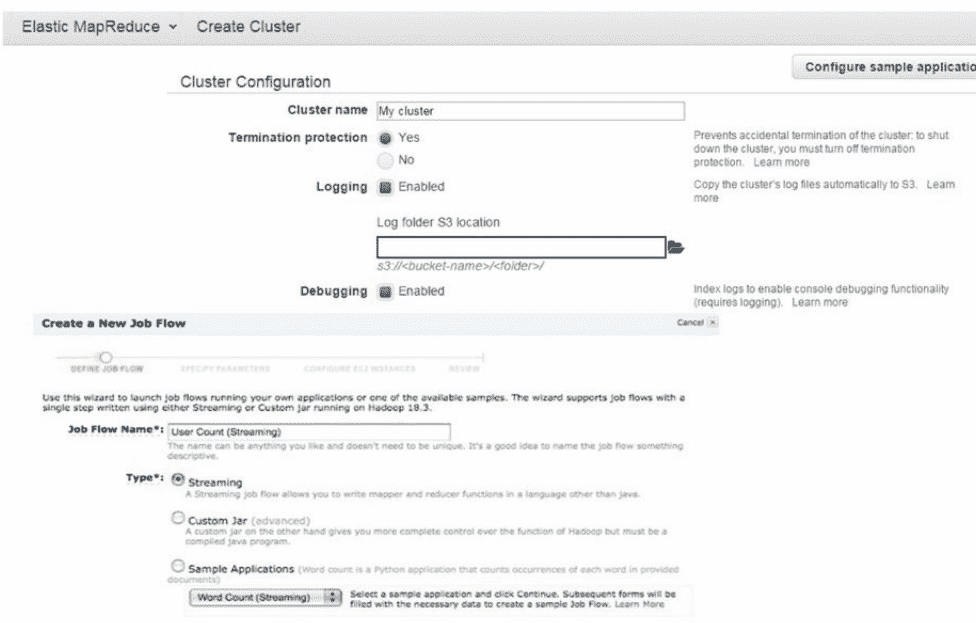 Elastic MapReduce Create Cluster
Configure sample applicatio
Cluster Configuration
Cluster name My cluster
Termination protection Yes
Prevents accidental termination of the cluster: to shut
down the cluster, you must turn off termination
protection. Learn more
No
Logging Enabled
Copy the cluster's log files automatically to S3. Learn
more
Log folder S3 location
s3://<bucket-name>/<folder>/
Debugging Enabled
Index logs to enable console debugging functionality
(requires logging). Learn more
Create a New Job Flow Cancel x
DEFINE JOB FLOW SPECIFY PARAMETERS CONFIGURE EC2 INSTANCES REVIEW
Use this wizard to launch job flows running your own applications or one of the available samples. The wizard supports job flows with a
single step written using either Streaming or Custom jar running on Hadoop 18.3.
Job Flow Name*: User Count (Streaming)
The name can be anything you like and doesn't need to be unique. It's a good idea to name the job flow something
descriptive.
Type*: Streaming
A Streaming job flow allows you to write mapper and reducer functions in a language other than java.
Custom Jar (advanced)
A custom jar on the other hand gives you more complete control over the function of Hadoop but must be a
compiled java program.
Sample Applications (Word count is a Python application that counts occurrences of each word in provided
documents)
Word Count (Streaming)
Select a sample application and click Continue. Subsequent forms will be
filled with the necessary data to create a sample Job Flow. Learn More